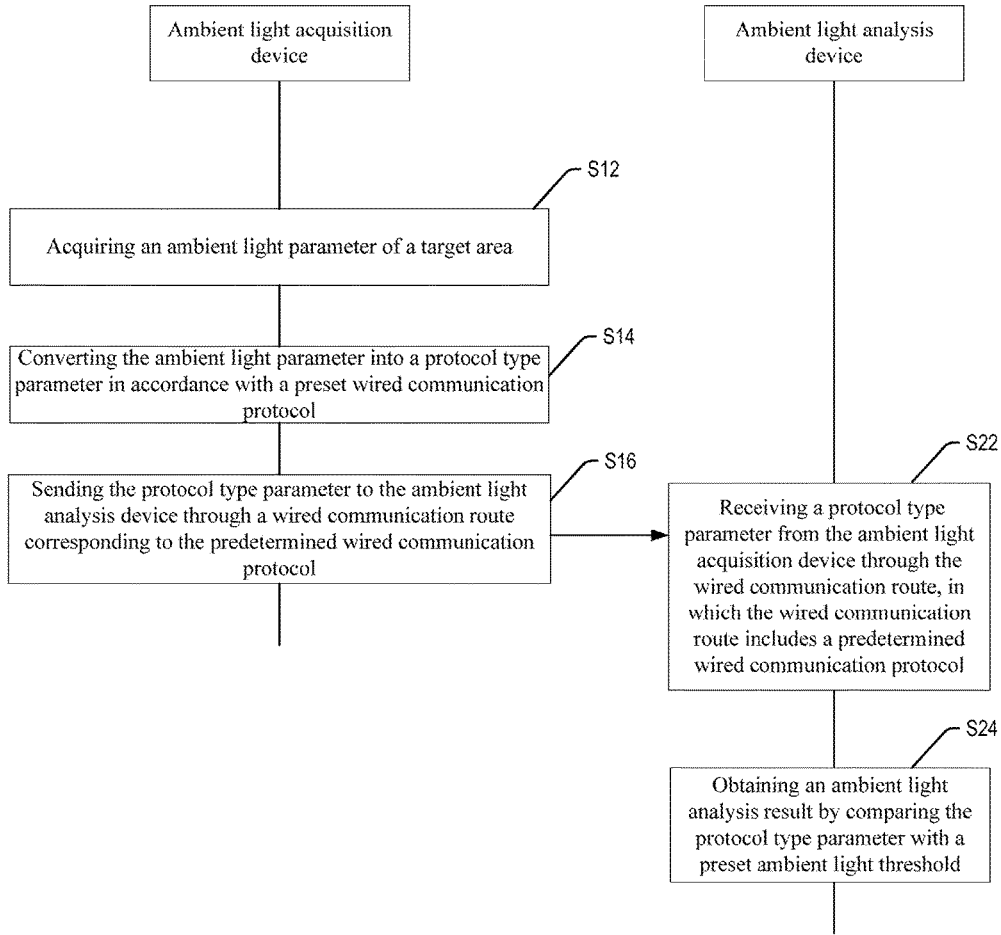 Ambient light acquisition
device
Ambient light analysis
device
S12
Acquiring an ambient light parameter of a target area
S14
Converting the ambient light parameter into a protocol type
parameter in accordance with a preset wired communication
protocol
S16
Sending the protocol type parameter to the ambient light
analysis device through a wired communication route
corresponding to the predetermined wired communication
protocol
S22
Receiving a protocol type
parameter from the ambient light
acquisition device through the
wired communication route, in
which the wired communication
route includes a predetermined
wired communication protocol
S24
Obtaining an ambient light
analysis result by comparing the
protocol type parameter with a
preset ambient light threshold